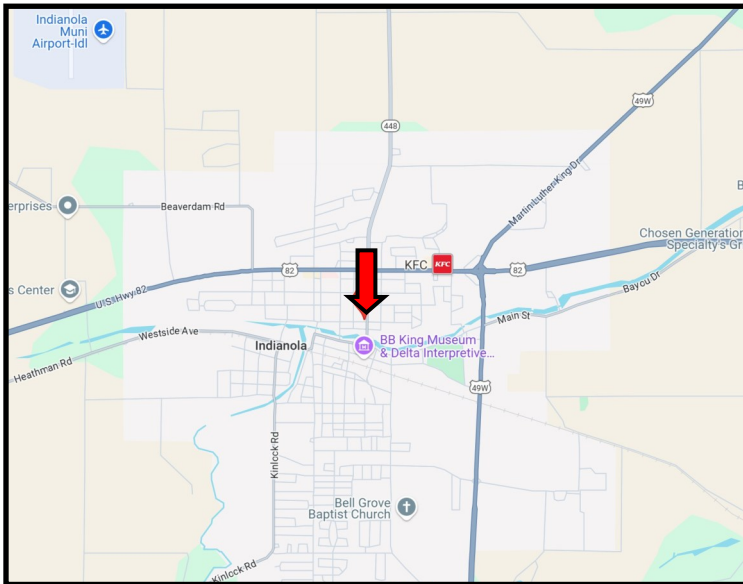 Indianola
Muni
Airport-Idl
49W
448
erprises
Beaverdam Rd
Martin Luther King Dr
B
Chosen Generation
Specialty's Gr
KFC
KFC
82
82
s Center
U.S. Hwy 82
Bayou Dr
Main St
Westside Ave
BB King Museum
& Delta Interpretive...
Indianola
Heathman Rd
49W
Kinlock Rd
Bell Grove
Baptist Church
Kinlock Rd